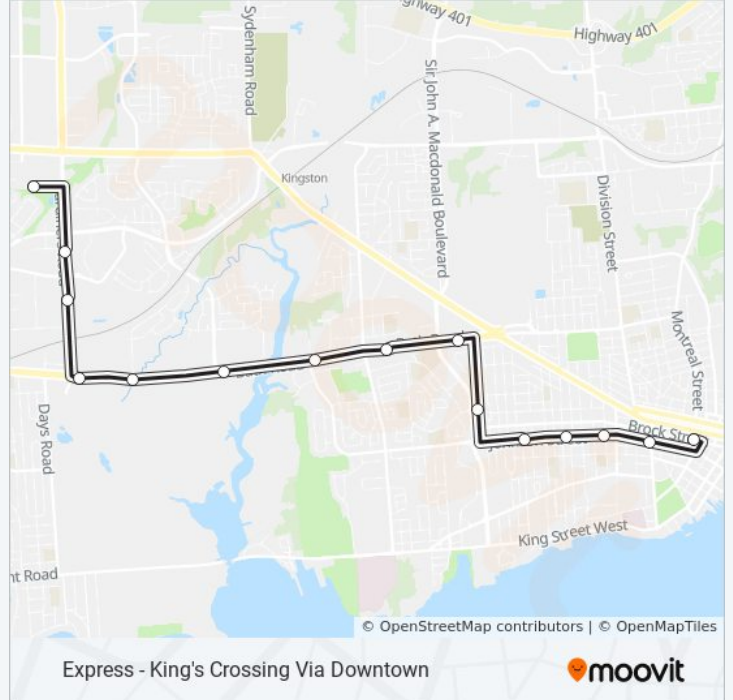 Highway 401
Highway 401
Sydenham Road
Sir John A. Macdonald Boulevard
Kingston
Division Street
Montreal Street
Days Road
Brock Str
King Street West
nt Road
© OpenStreetMap contributors | © OpenMapTiles
Express - King's Crossing Via Downtown
moovit